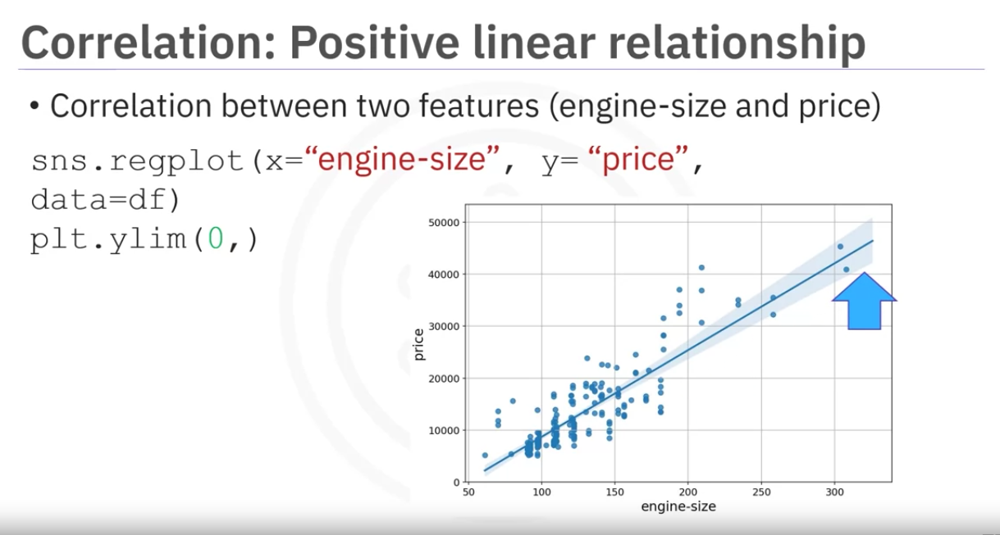 Correlation: Positive linear relationship
• Correlation between two features (engine-size and price)
sns.regplot(x=“engine-size”, y= “price”,
data=df)
plt.ylim(0,)
50000
40000
30000
20000
10000
0
price
50 100 150 200 250 300
engine-size